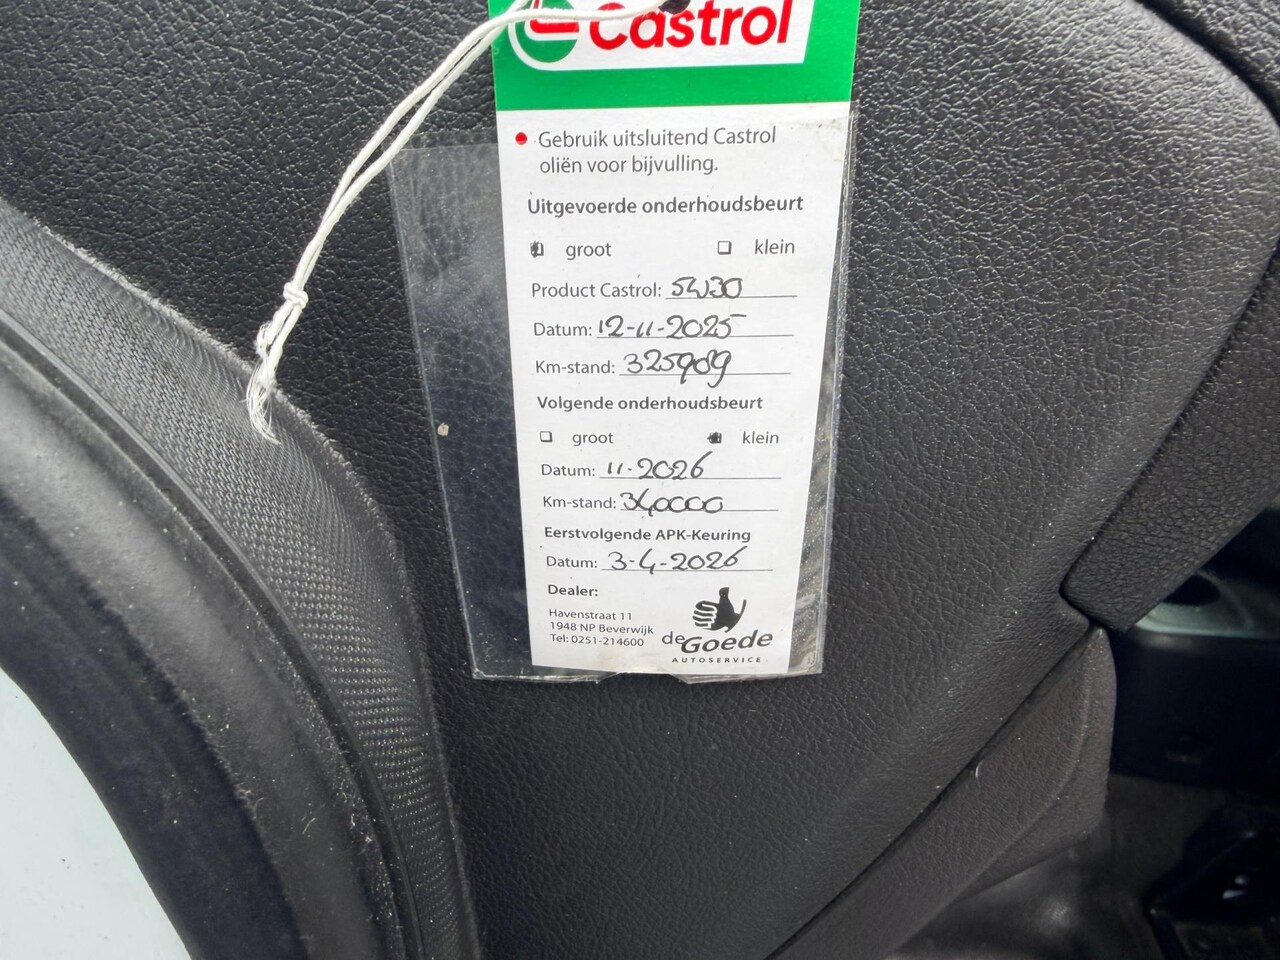 Castrol
Gebruik uitsluitend Castrol
oliën voor bijvulling.
Uitgevoerde onderhoudsbeurt
groot klein
Product Castrol: 5W30
Datum: 12-11-2025
Km-stand: 325909
Volgende onderhoudsbeurt
groot klein
Datum: 11-2026
Km-stand: 340000
Eerstvolgende APK-Keuring
Datum: 3-4-2026
Dealer:
Havenstraat 11
1948 NP Beverwijk
Tel: 0251-214600
de Goede
AUTOSERVICE